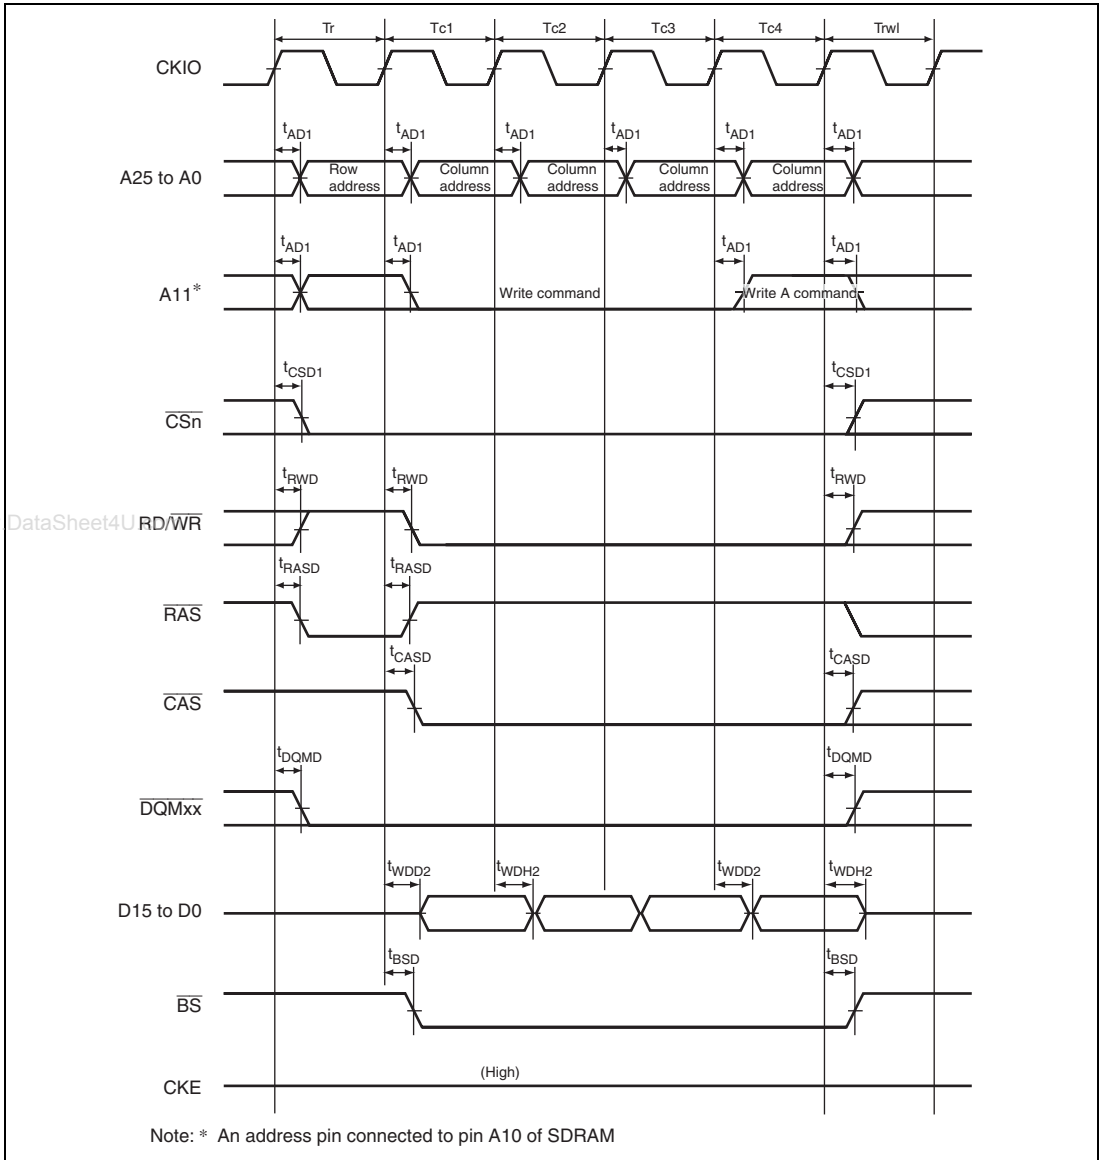 Tr Tc1 Tc2 Tc3 Tc4 Trwl
CKIO
tAD1 tAD1 tAD1 tAD1 tAD1 tAD1
A25 to A0
Row address
Column address
Column address
Column address
Column address
tAD1 tAD1 tAD1 tAD1
A11*
Write command
Write A command
tCSD1 tCSD1
CSn
tRWD tRWD tRWD
RD/WR
tRASD tRASD
RAS
tCASD tCASD
CAS
tDQMD tDQMD
DQMxx
tWDD2 tWDH2 tWDD2 tWDH2
D15 to D0
tBSD tBSD
BS
(High)
CKE
Note: * An address pin connected to pin A10 of SDRAM